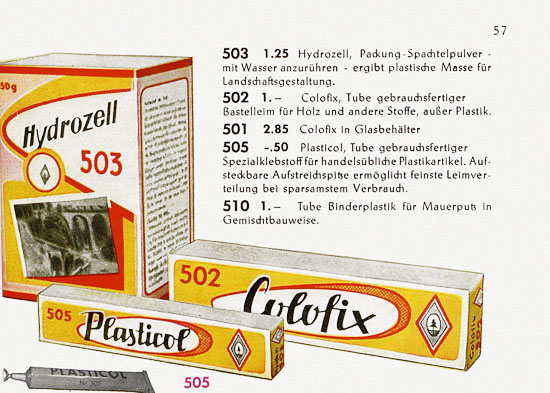 57
503 1.25 Hydrozell, Packung-Spachtelpulver -
mit Wasser anzurühren - ergibt plastische Masse für
Landschaftsgestaltung.
502 1.– Colofix, Tube gebrauchsfertiger
Bastelleim für Holz und andere Stoffe, außer Plastik.
501 2.85 Colofix in Glasbehälter
505 -.50 Plasticol, Tube gebrauchsfertiger
Spezialklebstoff für handelsübliche Plastikartikel. Auf-
steckbare Aufstreichspitze ermöglicht feinste Leimver-
teilung bei sparsamstem Verbrauch.
510 1.– Tube Binderplastik für Mauerputz in
Gemischtbauweise.
50g
Hydrozell
503
502
Colofix
Colofix
502
505
Plasticol
PLASTICOL
505